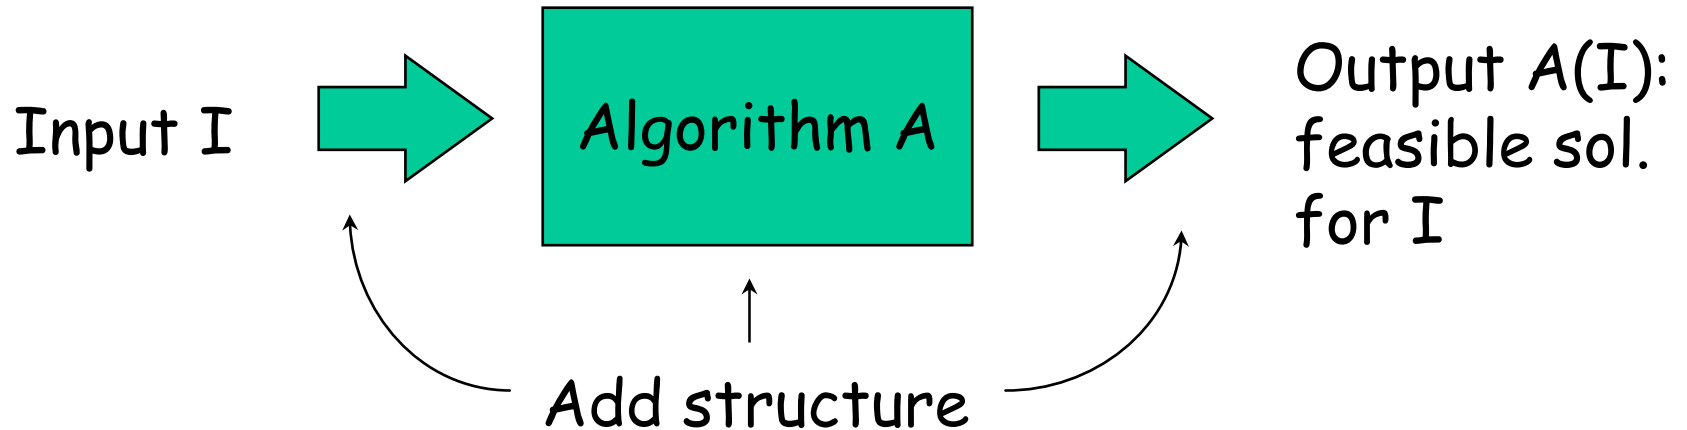 Input I
Algorithm A
Output A(I):
feasible sol.
for I
Add structure